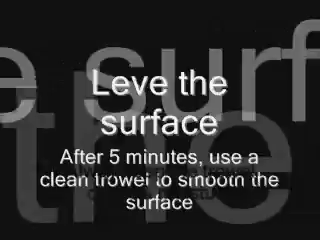 Leve the
surface
After 5 minutes, use a
clean trowel to smooth the
surface